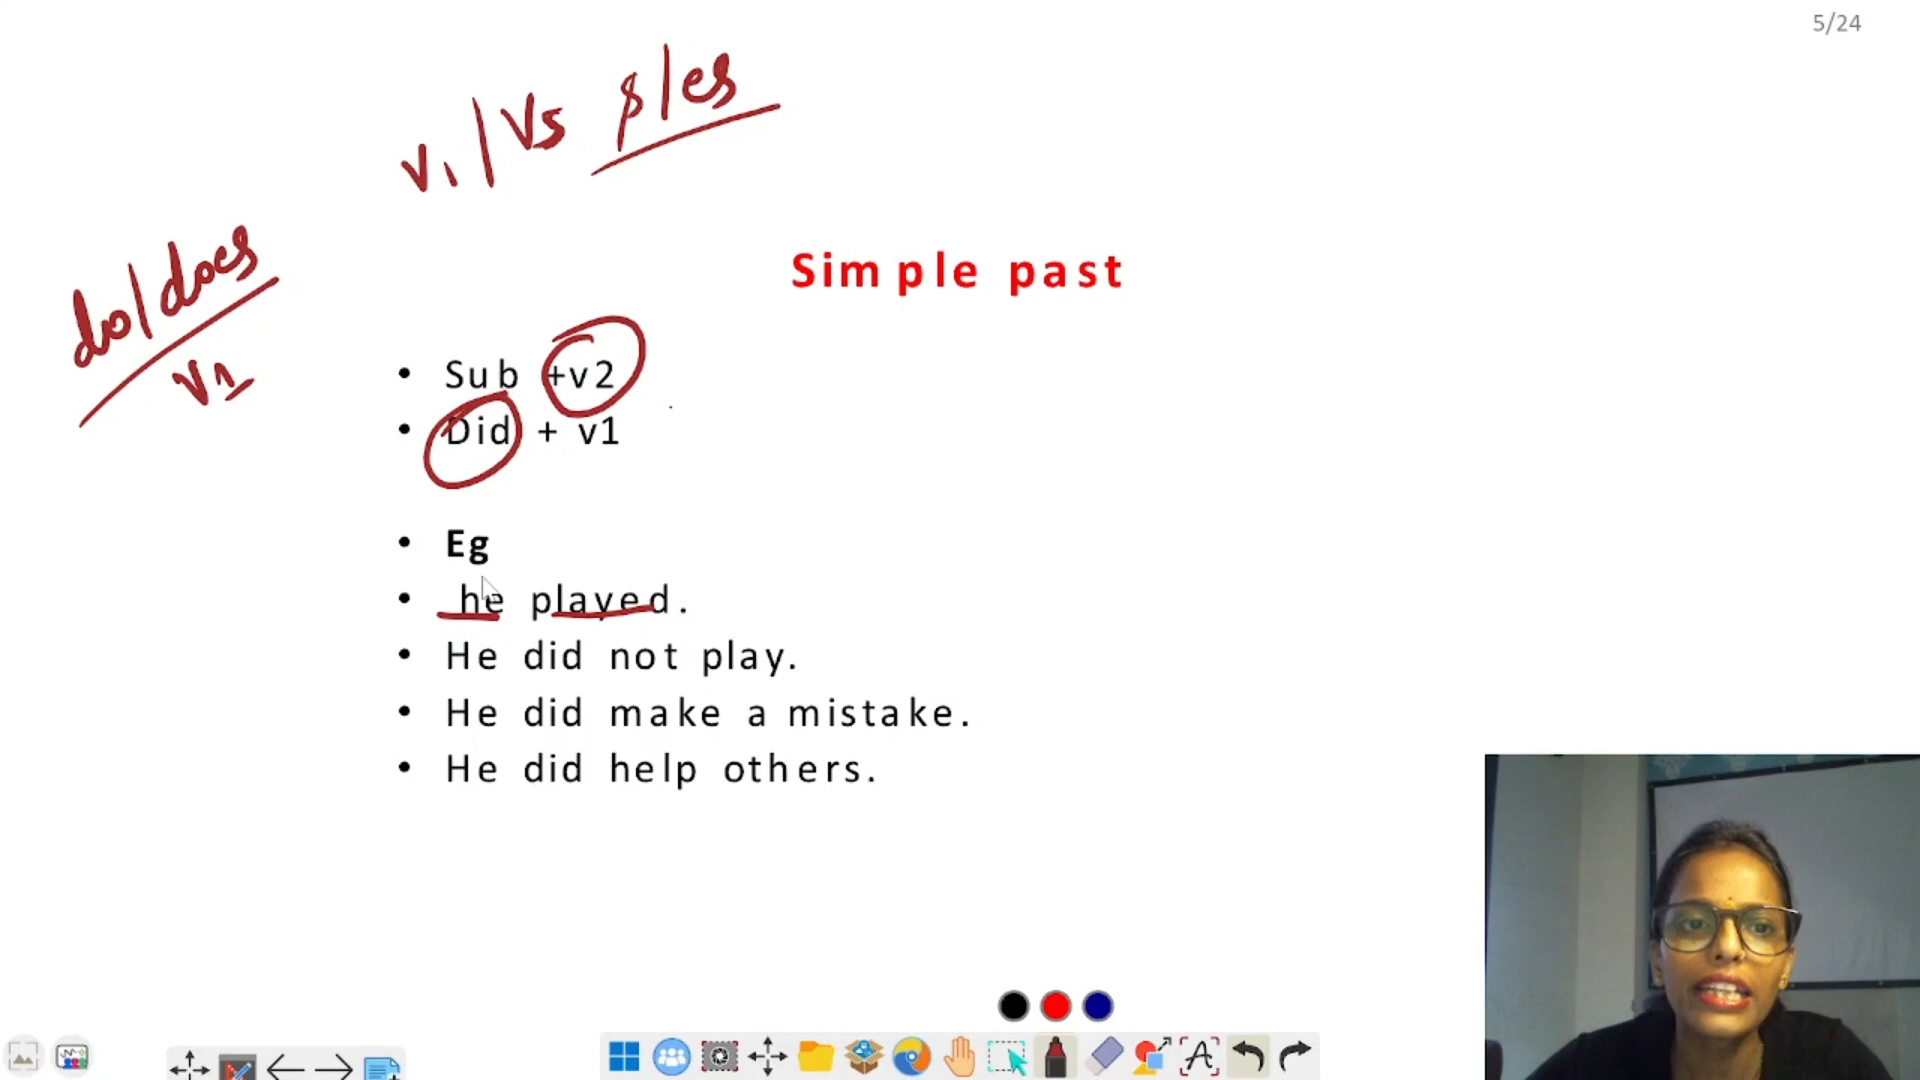 5/24
v1/v5 s/es
do/does
v1
Simple past
• Sub +v2
• Did + v1
• Eg
• he played.
• He did not play.
• He did make a mistake.
• He did help others.